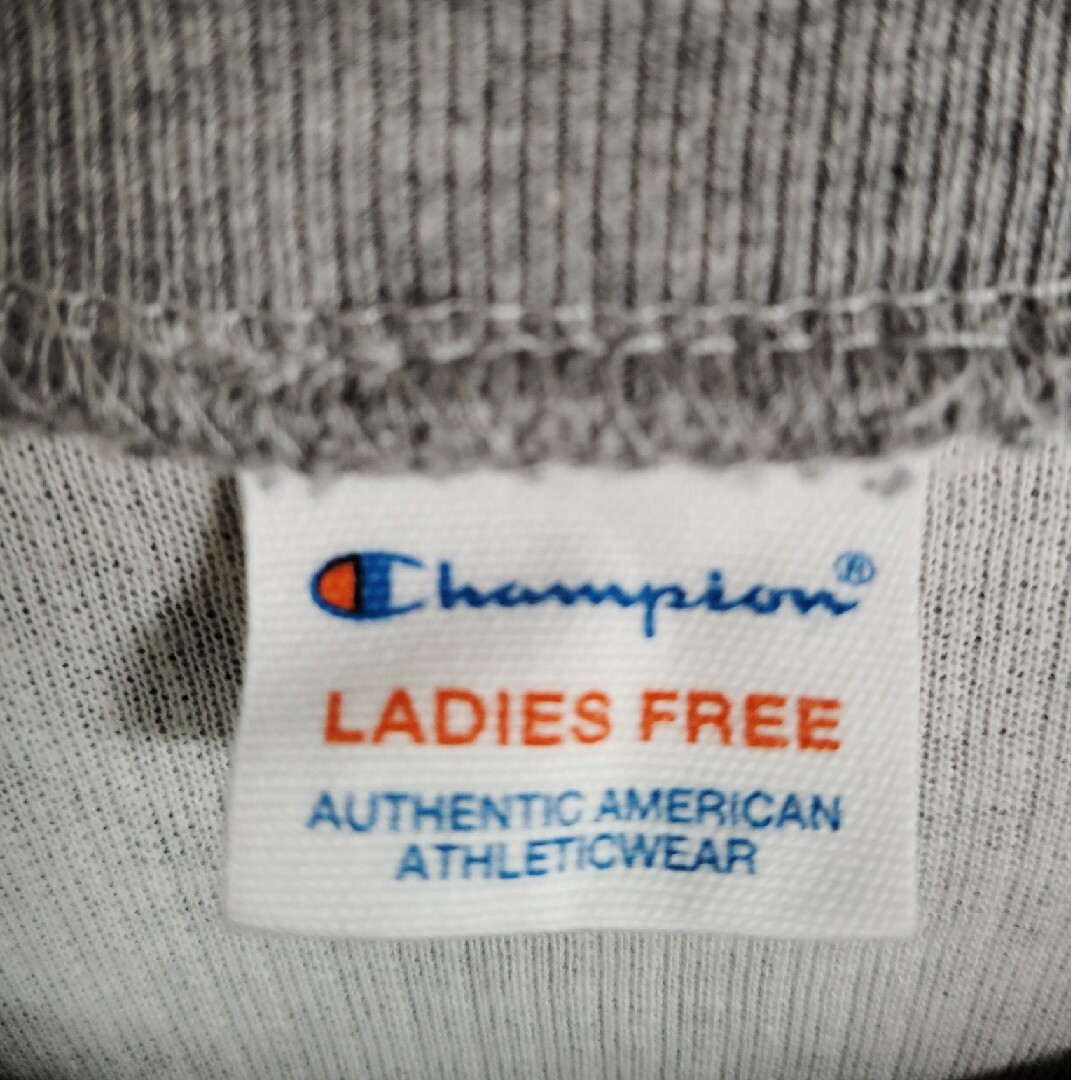 Champion®
LADIES FREE
AUTHENTIC AMERICAN
ATHLETICWEAR